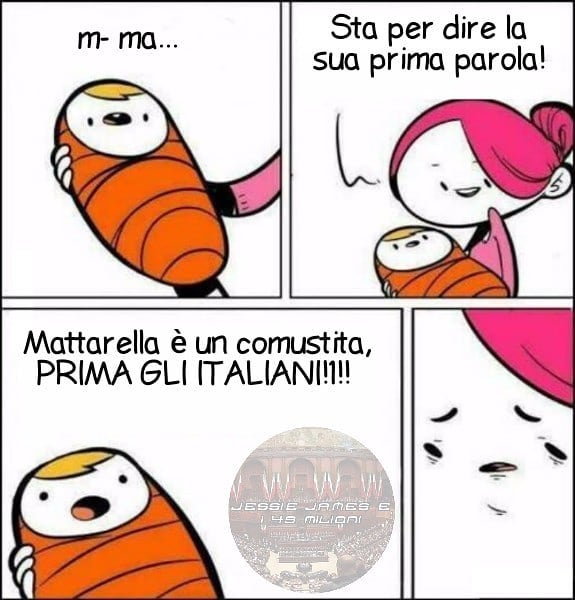 m- ma...
Sta per dire la
sua prima parola!
Mattarella è un comustita,
PRIMA GLI ITALIANI!1!!
JESSIE JAMES E
I 49 MILIONI